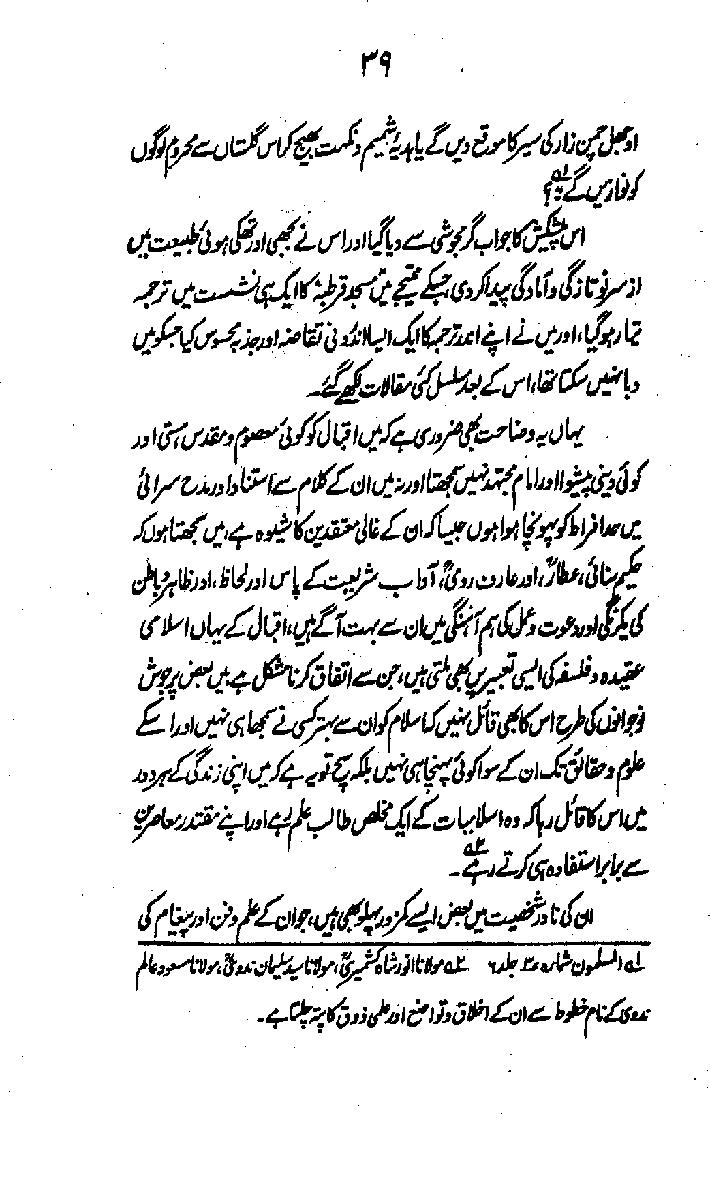 ۳۹
اوجھل چمن زار کی سیر کا موقع دیں گے یا ہدیۂ شمیم و نکہت بھیج کر اس گلستاں سے محروم لوگوں
کو نوازیں گے؟ لہ
اس پیشکش کا جواب گرمجوشی سے دیا گیا اور اس نے بجھی اور تھکی ہوئی طبیعت میں
از سر نو تازگی و آمادگی پیدا کر دی، جسکے نتیجے میں مسجد قرطبہ کا ایک ہی نشست میں ترجمہ
تیار ہو گیا، اور میں نے اپنے اندر ترجمہ کا ایک ایسا اندرونی تقاضہ اور جذبہ محسوس کیا جسکو میں
دبا نہیں سکتا تھا، اس کے بعد مسلسل کئی مقالات لکھے گئے۔
یہاں یہ وضاحت بھی ضروری ہے کہ میں اقبال کو کوئی معصوم و مقدس ہستی اور
کوئی دینی پیشوا اور امام مجتہد نہیں سمجھتا اور نہ میں ان کے کلام سے استناد اور مدح سرائی
میں حد افراط کو پہونچا ہوا ہوں جیسا کہ ان کے غالی معتقدین کا شیوہ ہے، میں سمجھتا ہوں کہ
حکیم سنائی، عطارؒ، اور عارف رومیؒ، آداب شریعت کے پاس اور لحاظ، اور ظاہر و باطن
کی یکرنگی اور دعوت و عمل کی ہم آہنگی میں ان سے بہت آگے ہیں، اقبال کے یہاں اسلامی
عقیدہ و فلسفہ کی ایسی تعبیریں بھی ملتی ہیں، جن سے اتفاق کرنا مشکل ہے میں بعض پرجوش
نوجوانوں کی طرح اس کا بھی قائل نہیں کہ اسلام کو ان سے بہتر کسی نے سمجھا ہی نہیں اور اسکے
علوم و حقائق تک ان کے سوا کوئی پہنچا ہی نہیں بلکہ سچ تو یہ ہے کہ میں اپنی زندگی کے ہر دور
میں اس کا قائل رہا کہ وہ اسلامیات کے ایک مخلص طالب علم رہے اور اپنے مقتدر معاصرین
سے برابر استفادہ ہی کرتے رہے۲ہ۔
ان کی نادر شخصیت میں بعض ایسے کمزور پہلو بھی ہیں، جو ان کے علم و فن اور پیغام کی
لہ المسلمون شمارہ ۳ جلد ۶ ۲ہ مولانا انور شاہ کشمیریؒ، مولانا سید سلیمان ندویؒ، مولانا مسعود عالم
ندوی کے نام خطوط سے ان کے اخلاق و تواضع اور علمی ذوق کا پتہ چلتا ہے۔